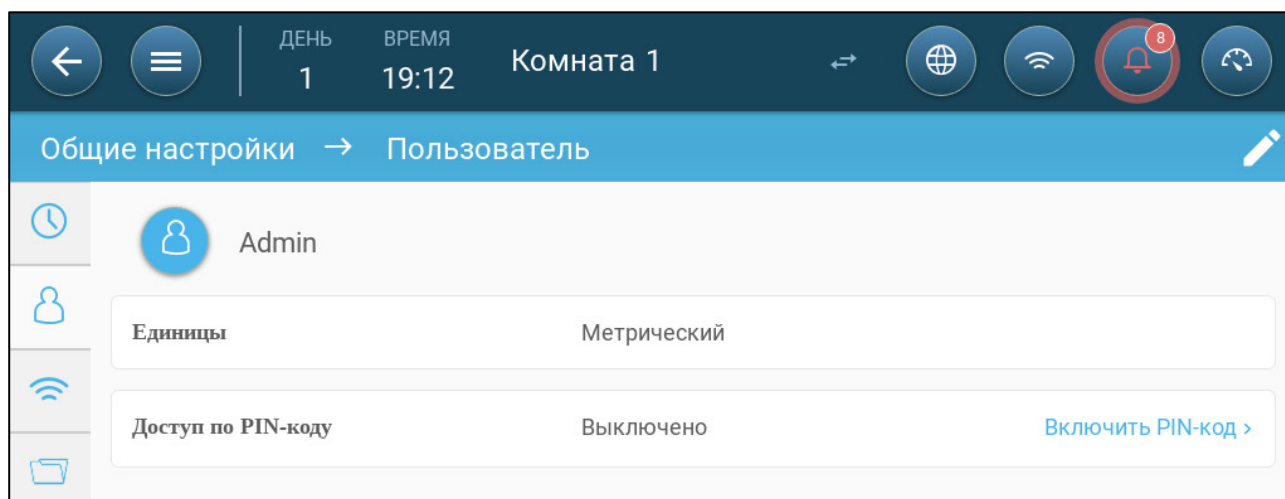 ДЕНЬ ВРЕМЯ 8
1 19:12 Комната 1
Общие настройки → Пользователь
Admin
Единицы Метрический
Доступ по PIN-коду Выключено Включить PIN-код ›